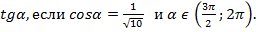 tgα, если cosα = 1/√10 и α ϵ (3π/2; 2π).